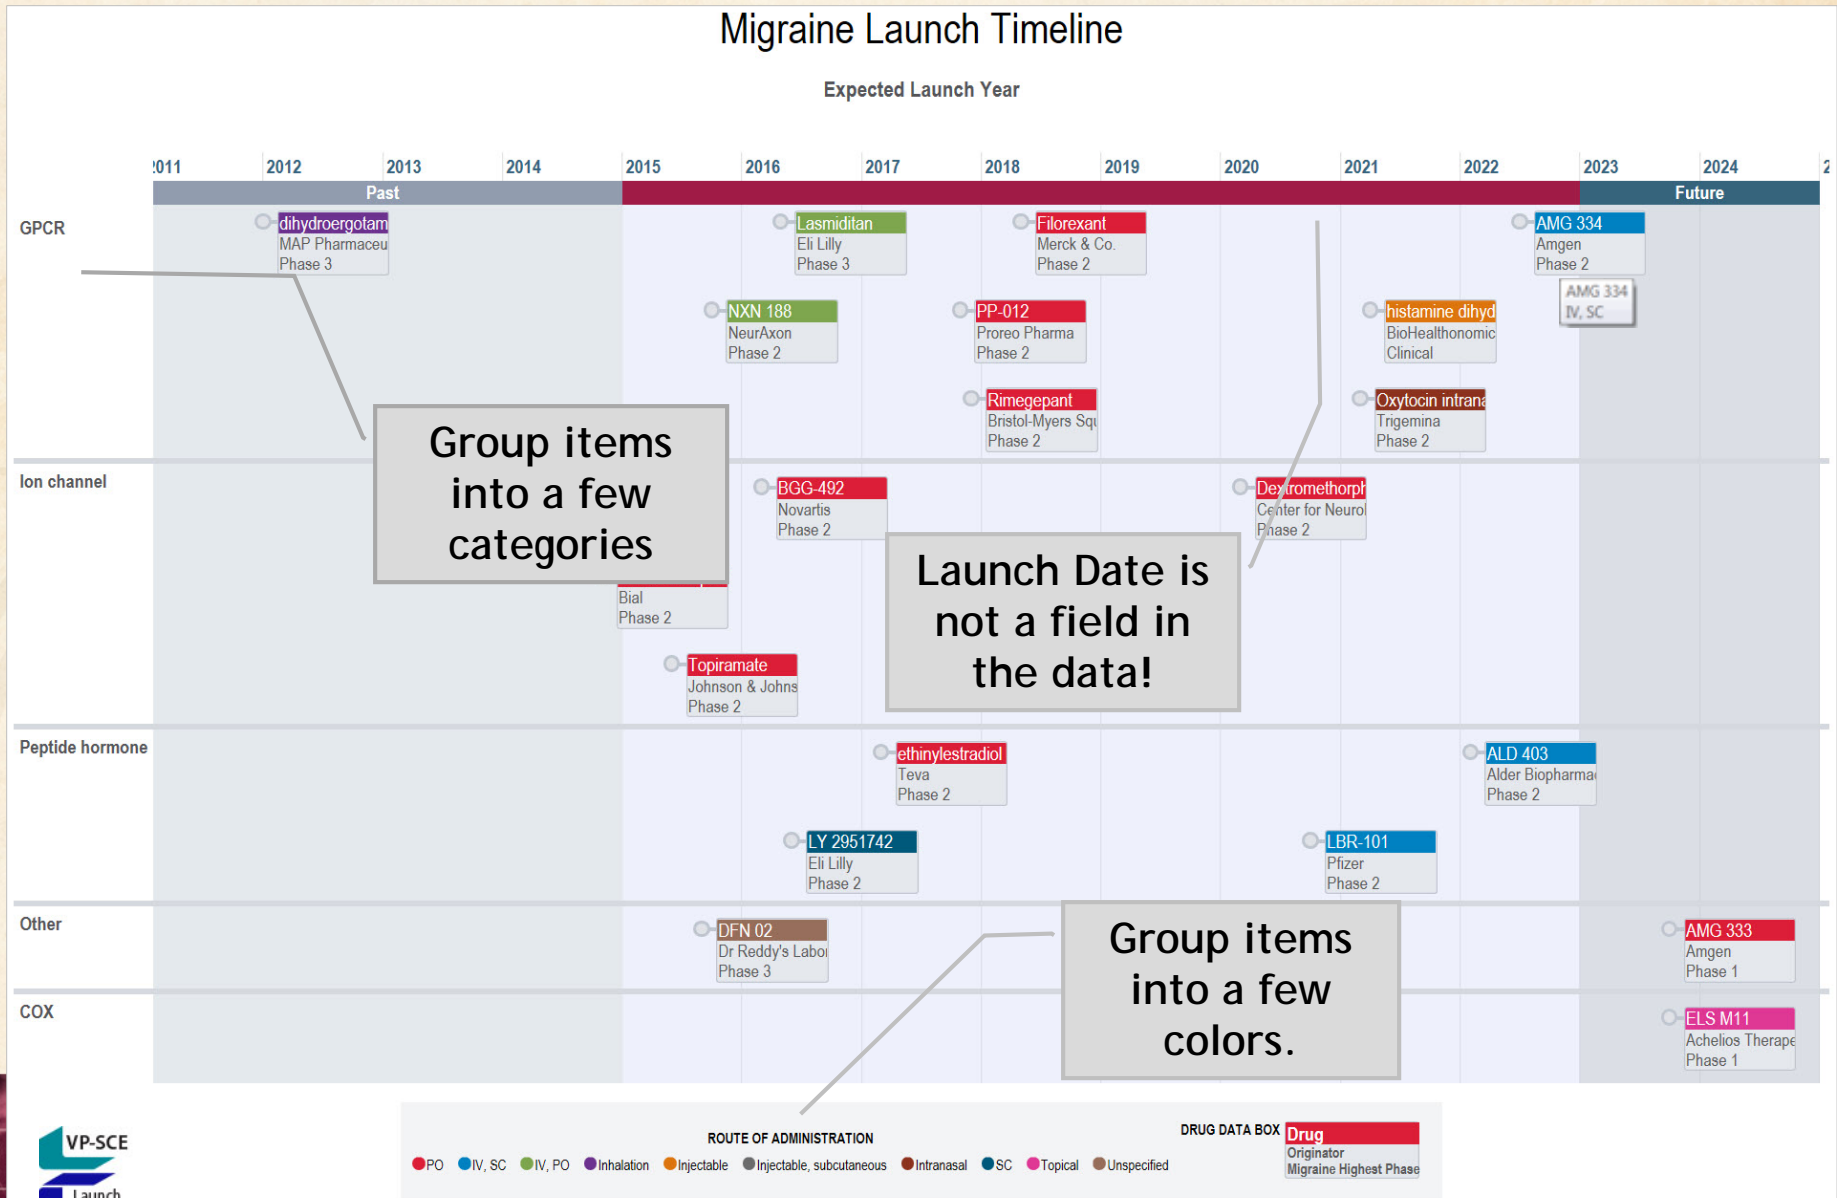 Migraine Launch Timeline
Expected Launch Year
2011 2012 2013 2014 2015 2016 2017 2018 2019 2020 2021 2022 2023 2024
Past
Future
GPCR
dihydroergotam
MAP Pharmaceu
Phase 3
Lasmiditan
Eli Lilly
Phase 3
Filorexant
Merck & Co.
Phase 2
AMG 334
Amgen
Phase 2
AMG 334
IV, SC
NXN 188
NeurAxon
Phase 2
PP-012
Proreo Pharma
Phase 2
histamine dihyd
BioHealthonomic
Clinical
Rimegepant
Bristol-Myers Squ
Phase 2
Oxytocin intrana
Trigemina
Phase 2
Group items
into a few
categories
Ion channel
BGG-492
Novartis
Phase 2
Dextromethorph
Center for Neurol
Phase 2
Launch Date is
not a field in
the data!
Bial
Phase 2
Topiramate
Johnson & Johns
Phase 2
Peptide hormone
ethinylestradiol
Teva
Phase 2
ALD 403
Alder Biopharma
Phase 2
LY 2951742
Eli Lilly
Phase 2
LBR-101
Pfizer
Phase 2
Other
DFN 02
Dr Reddy's Labor
Phase 3
AMG 333
Amgen
Phase 1
Group items
into a few
colors.
COX
ELS M11
Achelios Therape
Phase 1
VP-SCE
Launch
ROUTE OF ADMINISTRATION
PO IV, SC IV, PO Inhalation Injectable Injectable, subcutaneous Intranasal SC Topical Unspecified
DRUG DATA BOX
Drug
Originator
Migraine Highest Phase